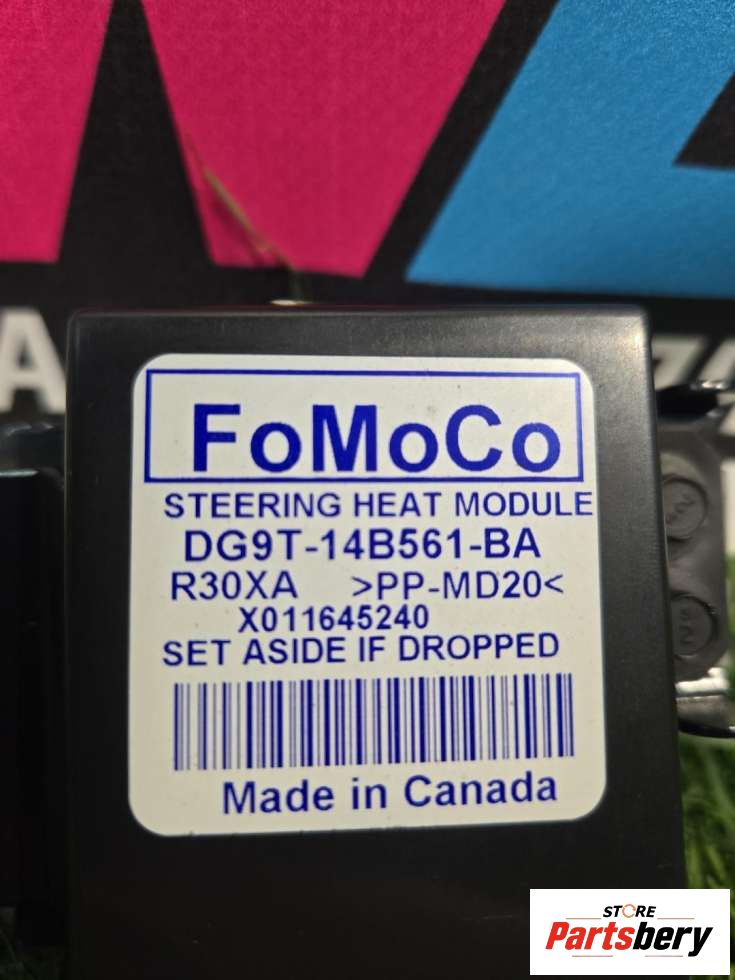 FoMoCo
STEERING HEAT MODULE
DG9T-14B561-BA
R30XA >PP-MD20<
X011645240
SET ASIDE IF DROPPED
Made in Canada
STORE
Partsbery